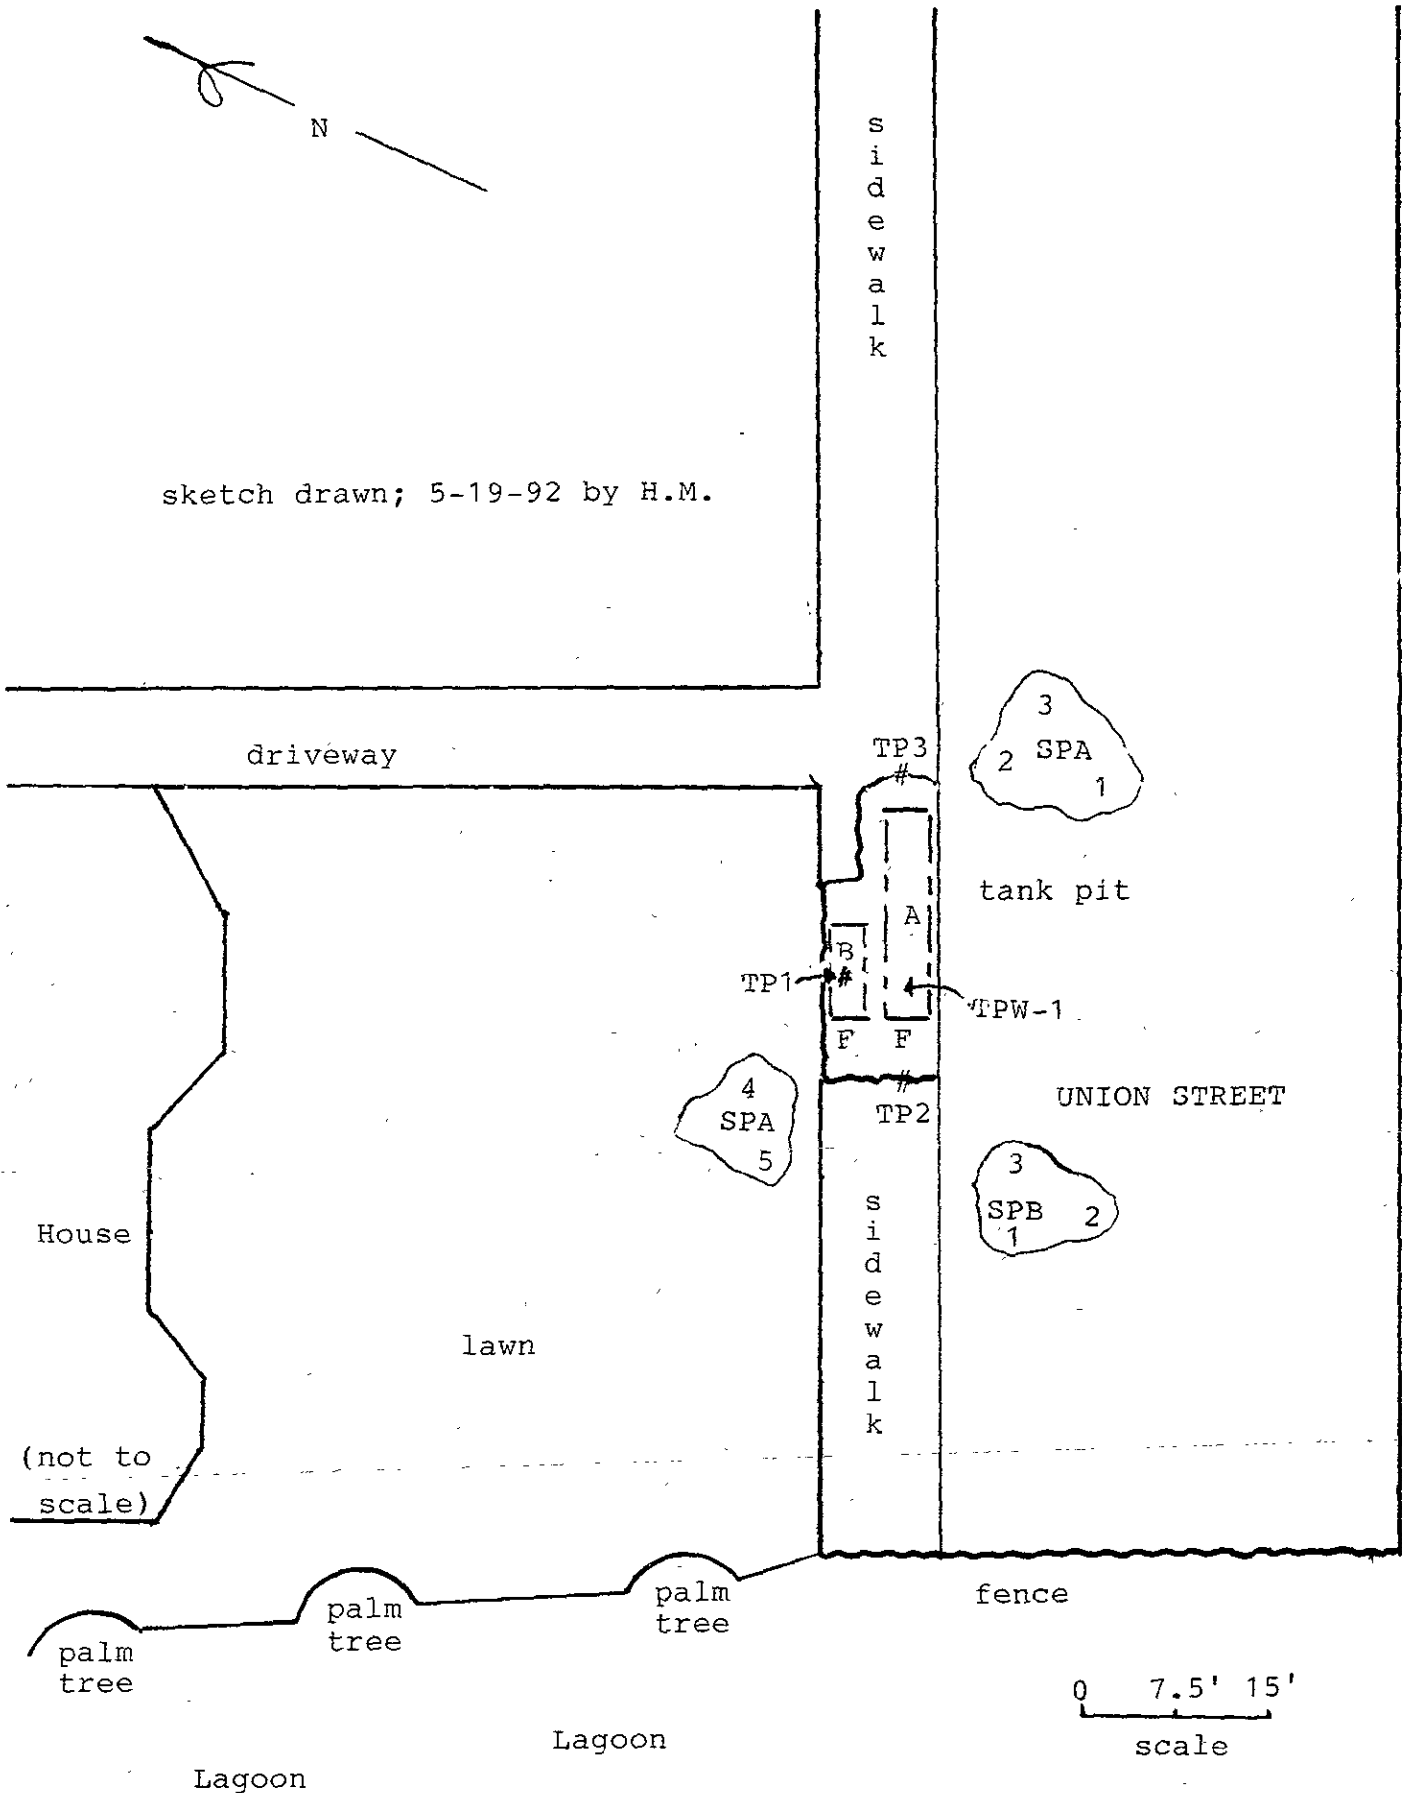 N
s
i
d
e
w
a
l
k
sketch drawn; 5-19-92 by H.M.
driveway
TP3
#
3
2 SPA
1
tank pit
A
B
TP1 #
TPW-1
F F
#
TP2
4
SPA
5
UNION STREET
3
SPB 2
1
s
i
d
e
w
a
l
k
House
lawn
(not to
scale)
fence
palm
tree
palm
tree
palm
tree
0 7.5' 15'
scale
Lagoon
Lagoon